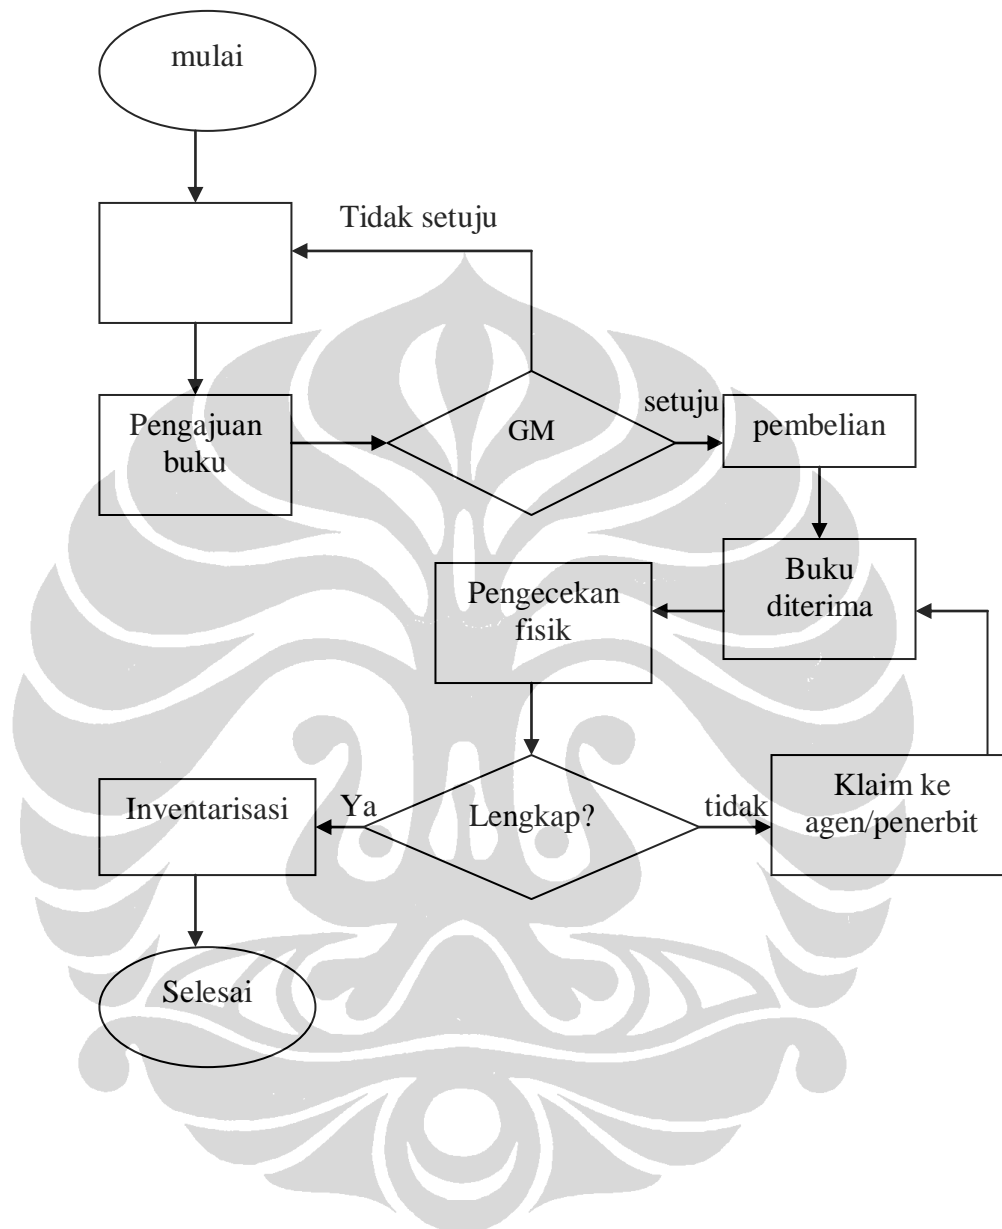 mulai
Tidak setuju
Pengajuan
buku
GM
setuju
pembelian
Buku
diterima
Pengecekan
fisik
Lengkap?
Ya
tidak
Inventarisasi
Klaim ke
agen/penerbit
Selesai